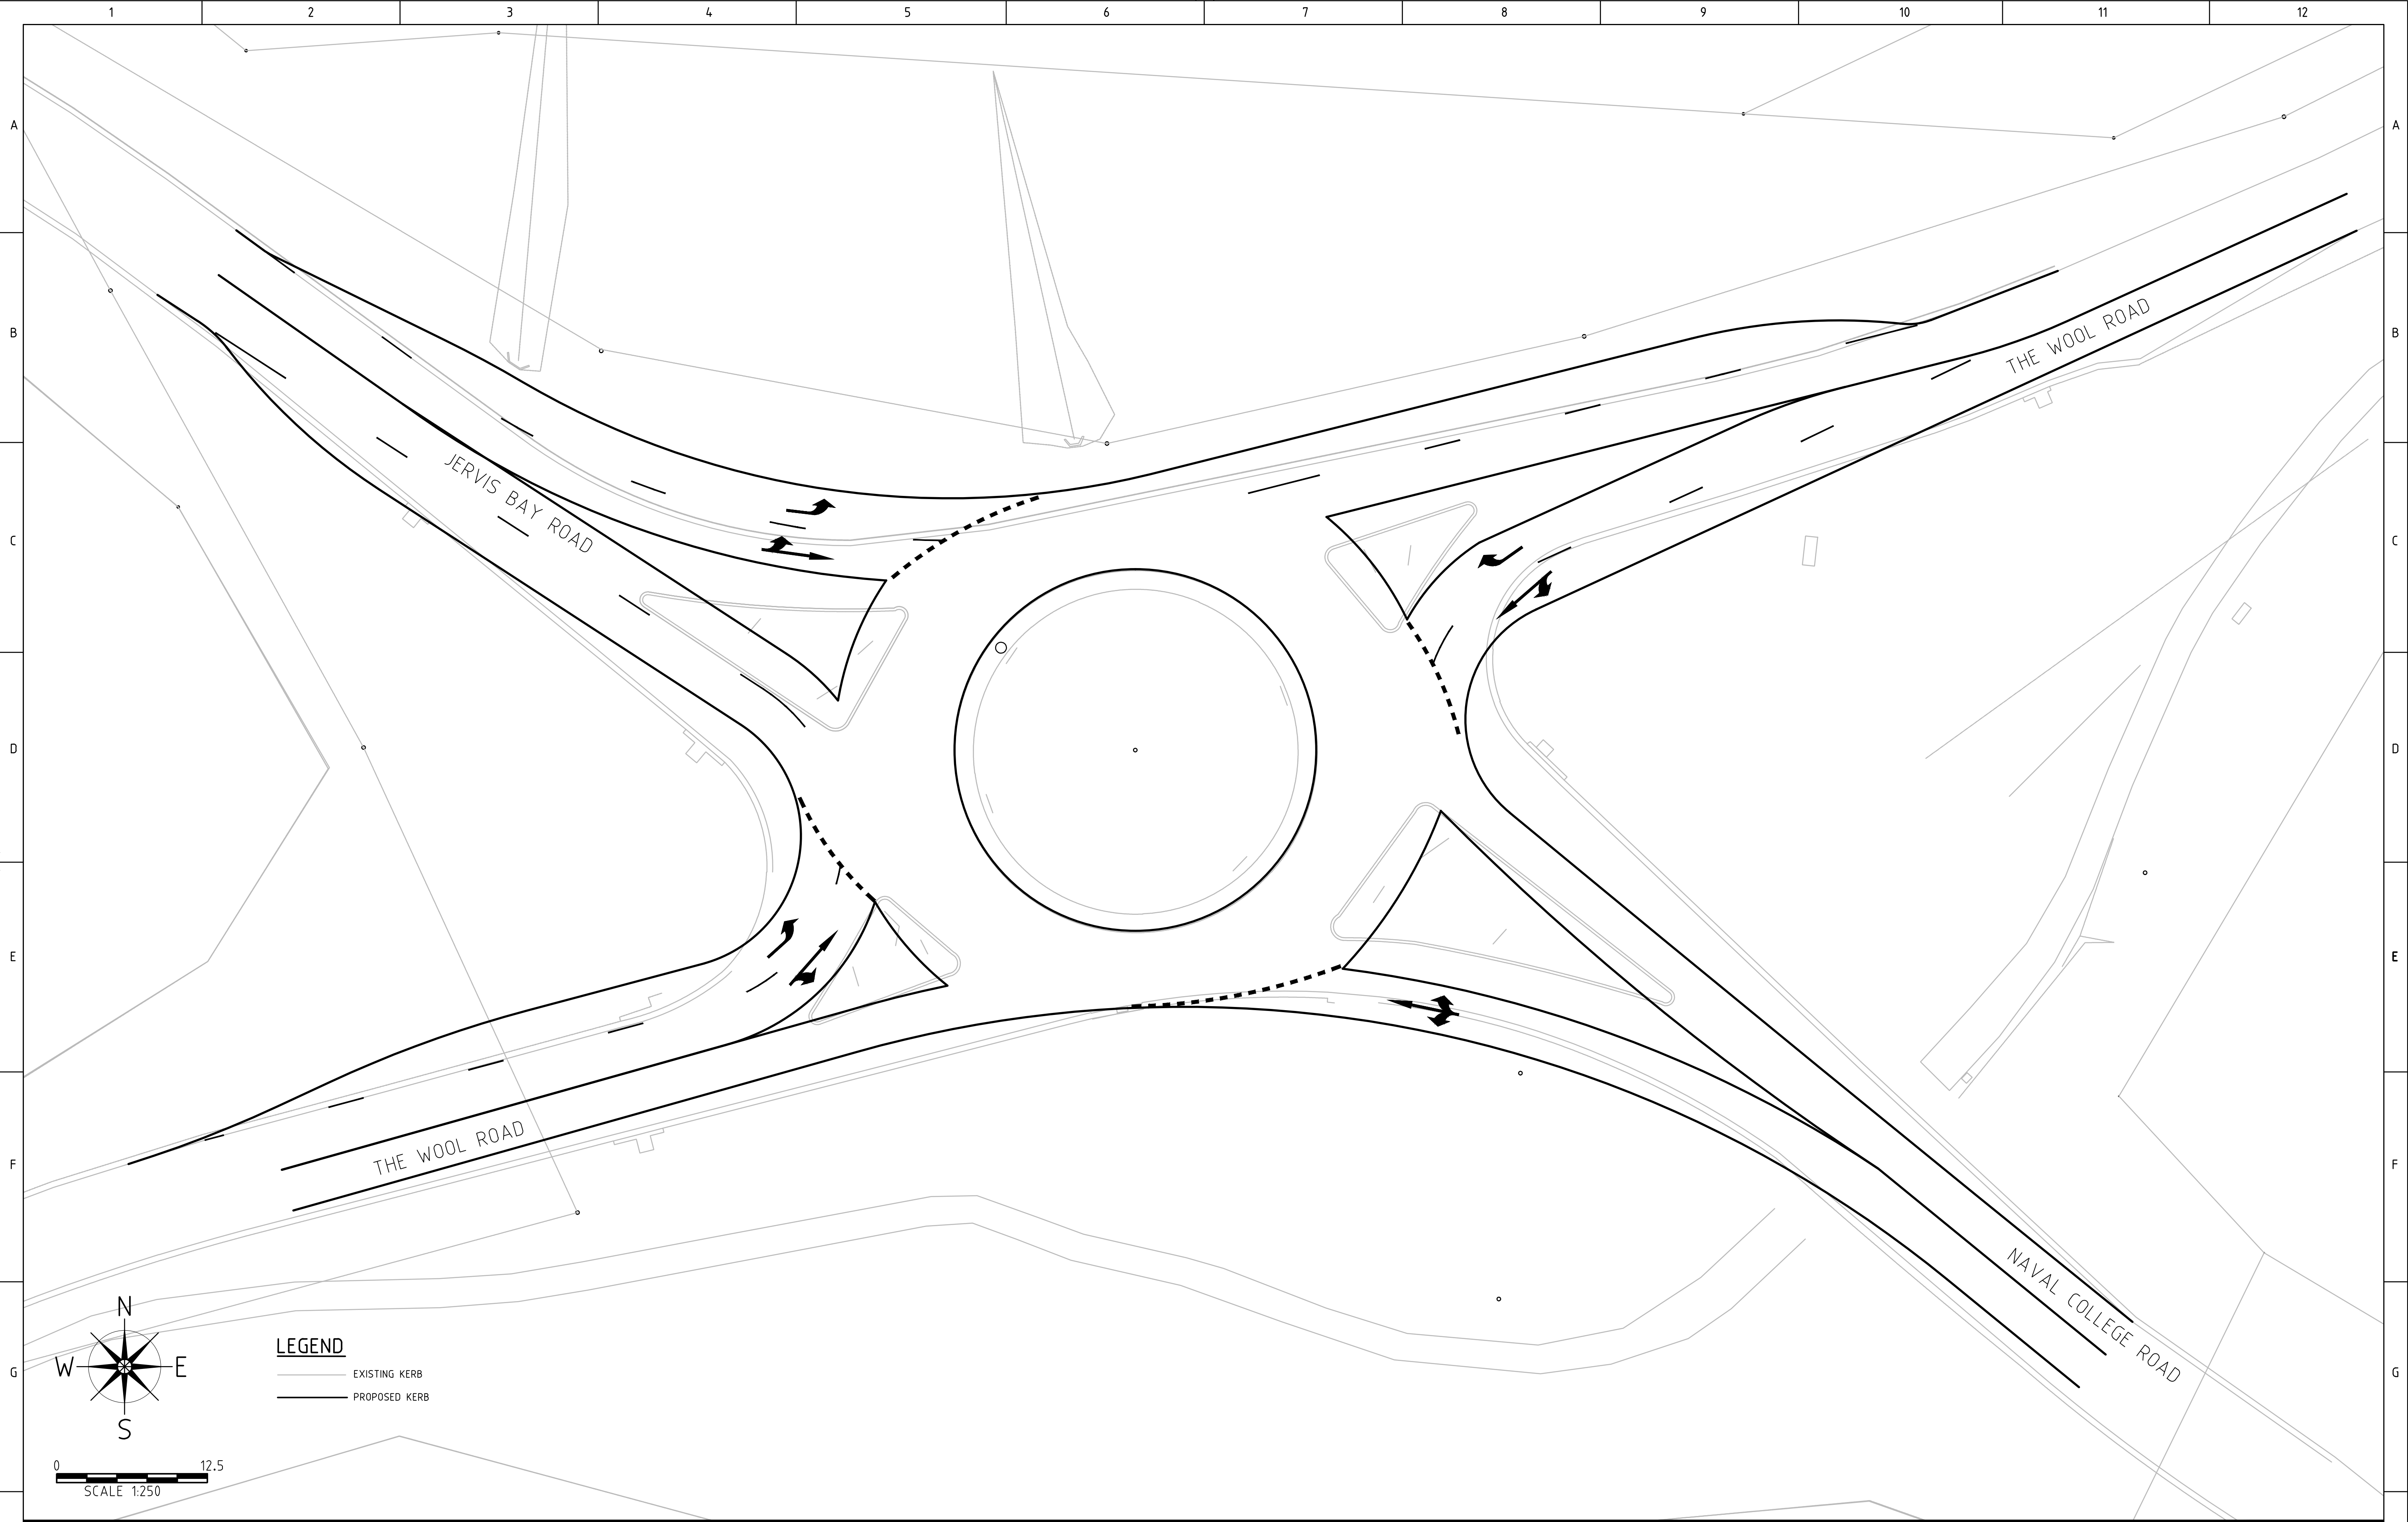 1 2 3 4 5 6 7 8 9 10 11 12
A A
B B
THE WOOL ROAD
JERVIS BAY ROAD
C C
D D
E E
THE WOOL ROAD
F F
NAVAL COLLEGE ROAD
N
W E
S
G G
LEGEND
EXISTING KERB
PROPOSED KERB
0 12.5
SCALE 1:250